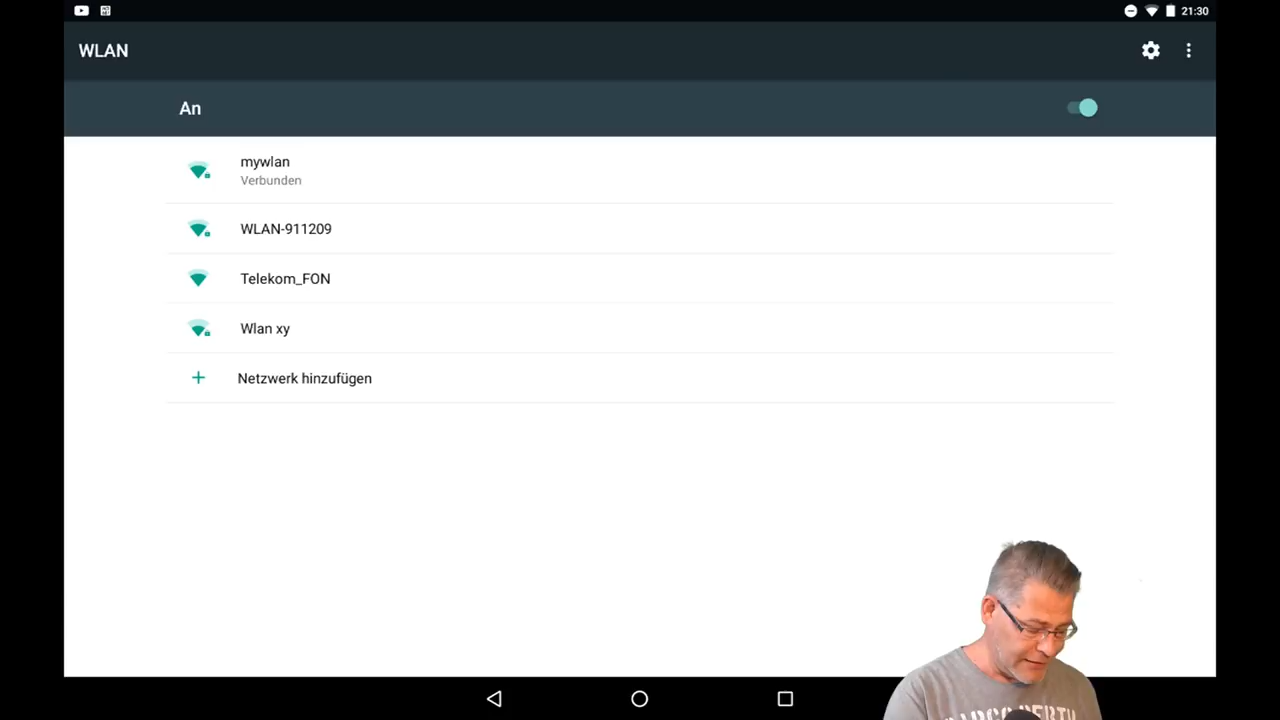 21:30
WLAN
An
mywlan
Verbunden
WLAN-911209
Telekom_FON
Wlan xy
Netzwerk hinzufügen